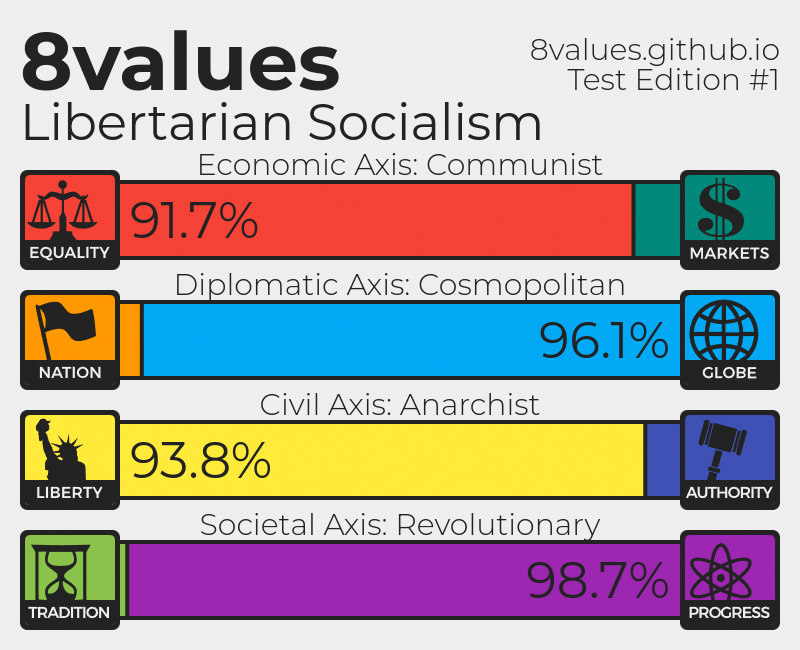 8values
8values.github.io
Test Edition #1
Libertarian Socialism
Economic Axis: Communist
EQUALITY
91.7%
MARKETS
Diplomatic Axis: Cosmopolitan
NATION
96.1%
GLOBE
Civil Axis: Anarchist
LIBERTY
93.8%
AUTHORITY
Societal Axis: Revolutionary
TRADITION
98.7%
PROGRESS